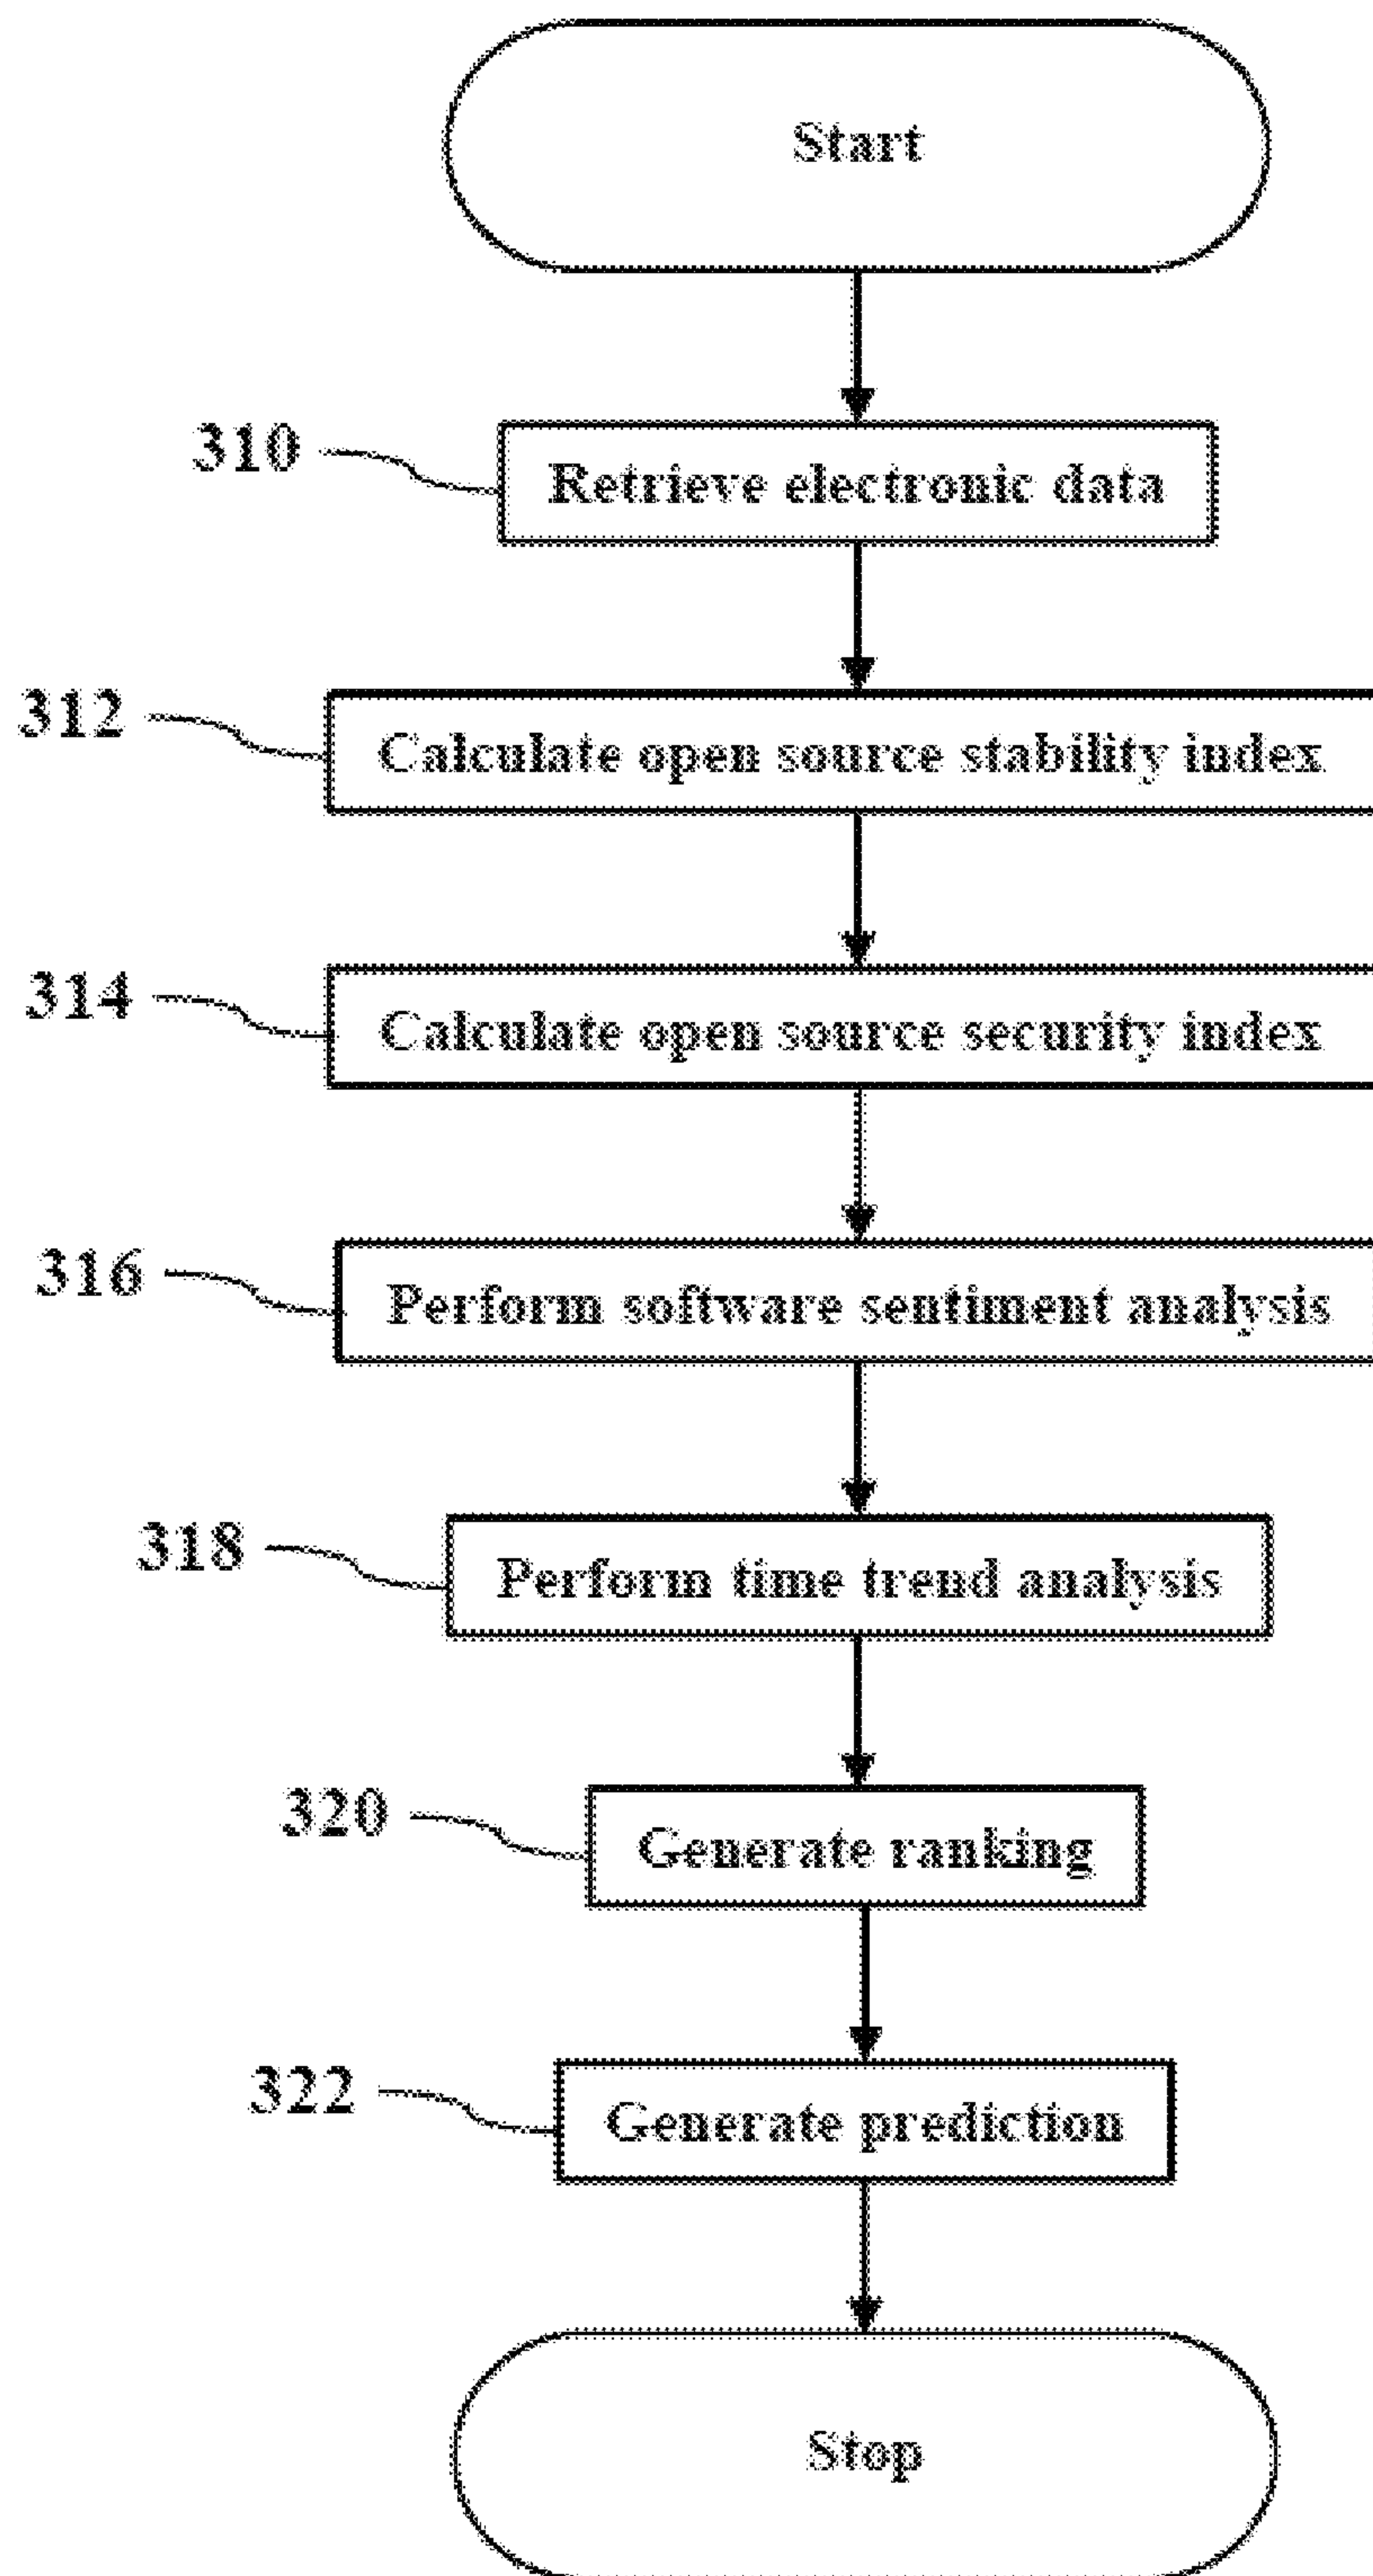 Start
310
Retrieve electronic data
312
Calculate open source stability index
314
Calculate open source security index
316
Perform software sentiment analysis
318
Perform time trend analysis
320
Generate ranking
322
Generate prediction
Stop